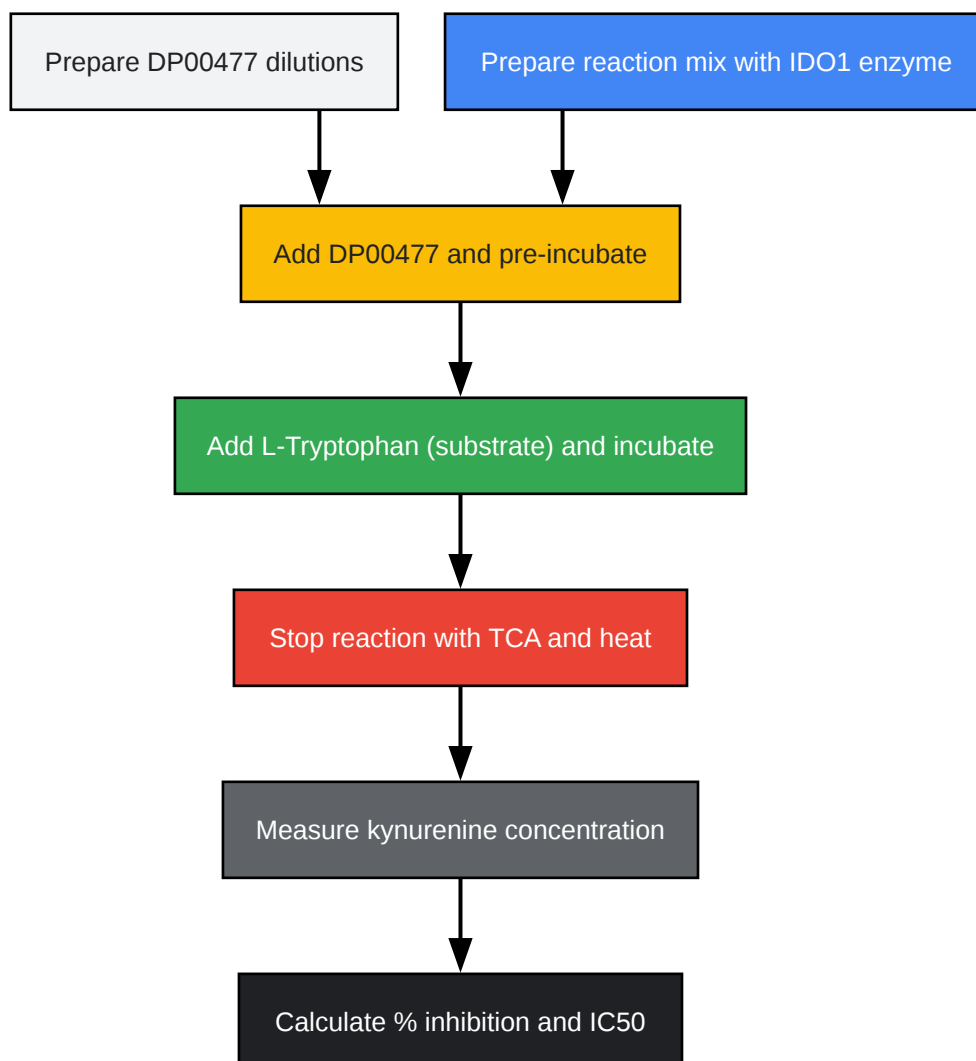 Prepare DP00477 dilutions
Prepare reaction mix with IDO1 enzyme
Add DP00477 and pre-incubate
Add L-Tryptophan (substrate) and incubate
Stop reaction with TCA and heat
Measure kynurenine concentration
Calculate % inhibition and IC50